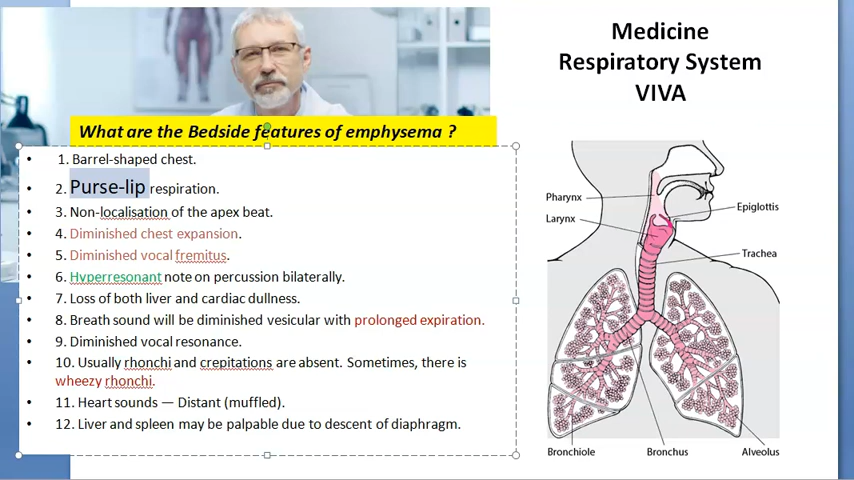 Medicine
Respiratory System
VIVA
What are the Bedside features of emphysema ?
• 1. Barrel-shaped chest.
• 2. Purse-lip respiration.
• 3. Non-localisation of the apex beat.
• 4. Diminished chest expansion.
• 5. Diminished vocal fremitus.
• 6. Hyperresonant note on percussion bilaterally.
• 7. Loss of both liver and cardiac dullness.
• 8. Breath sound will be diminished vesicular with prolonged expiration.
• 9. Diminished vocal resonance.
• 10. Usually rhonchi and crepitations are absent. Sometimes, there is
wheezy rhonchi.
• 11. Heart sounds — Distant (muffled).
• 12. Liver and spleen may be palpable due to descent of diaphragm.
Pharynx
Larynx
Epiglottis
Trachea
Bronchiole
Bronchus
Alveolus